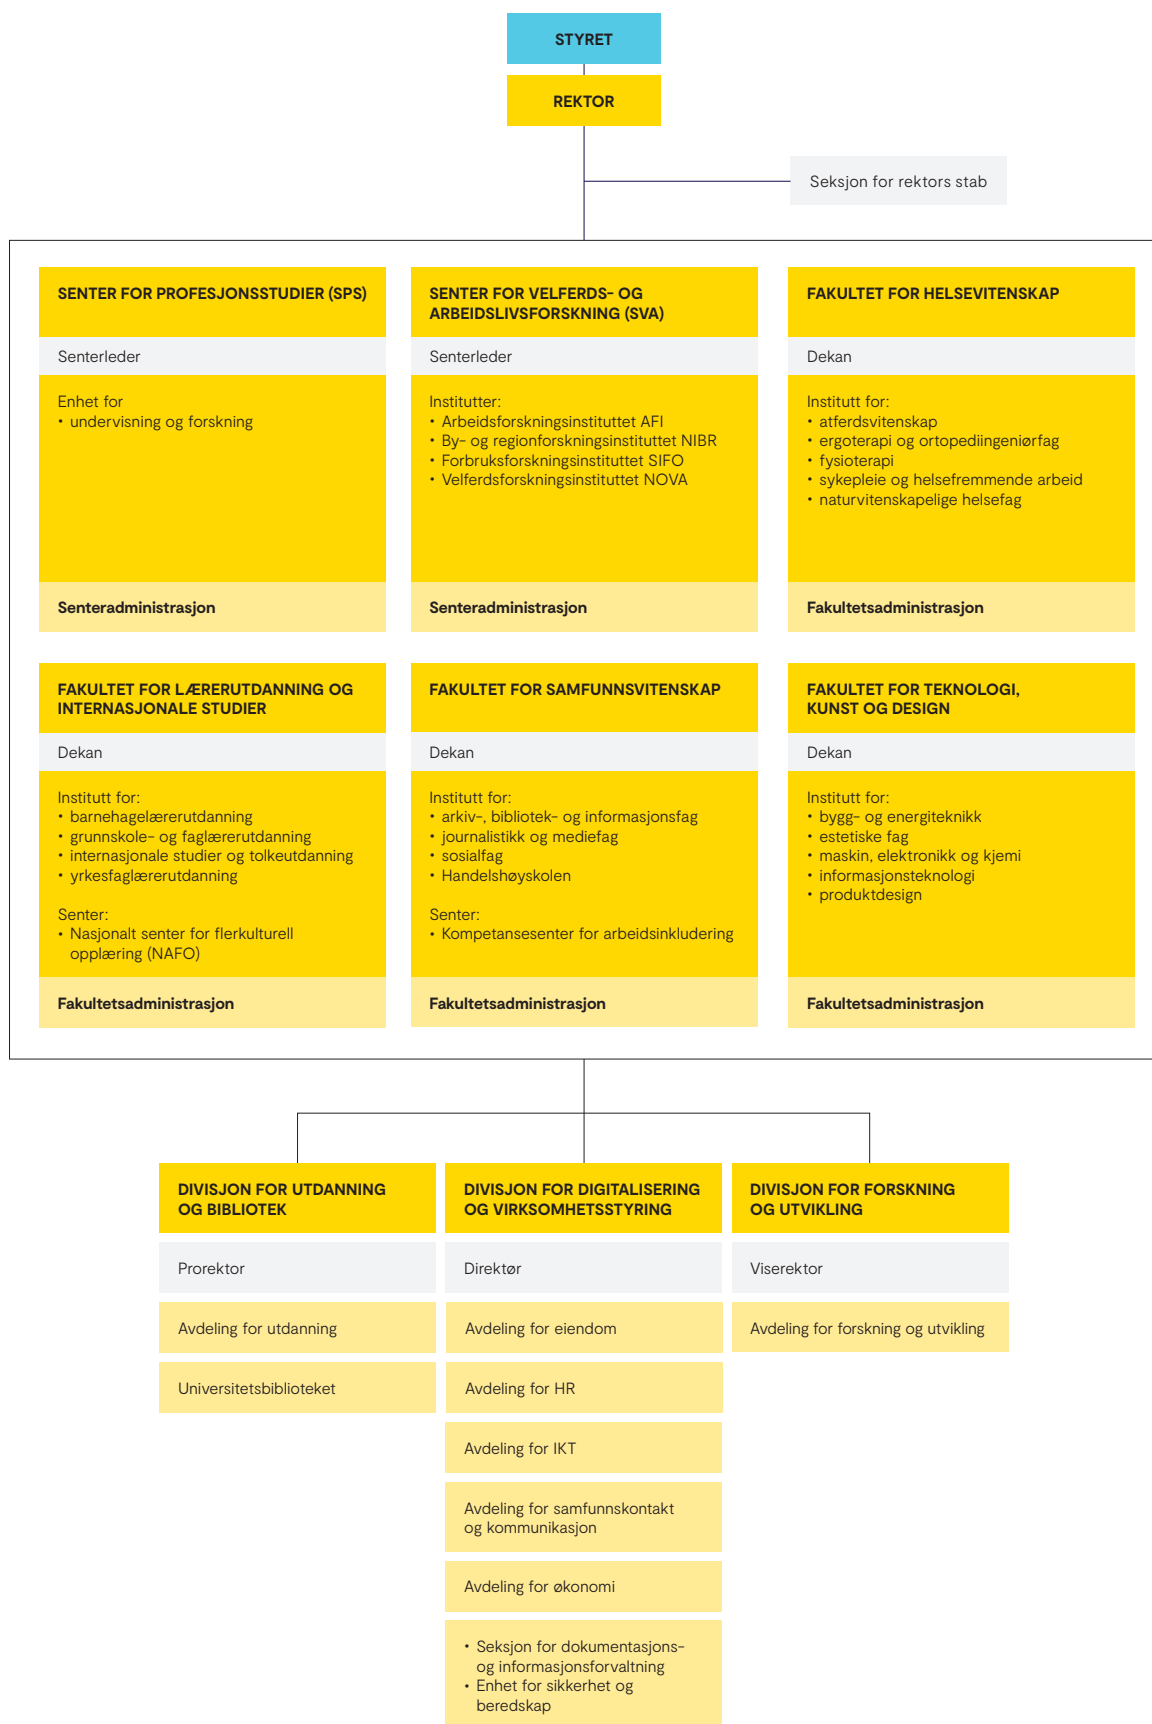 STYRET
REKTOR
Seksjon for rektors stab
SENTER FOR PROFESJONSSTUDIER (SPS)
Senterleder
Enhet for
• undervisning og forskning
Senteradministrasjon
SENTER FOR VELFERDS- OG
ARBEIDSLIVSFORSKNING (SVA)
Senterleder
Institutter:
• Arbeidsforskningsinstituttet AFI
• By- og regionforskningsinstituttet NIBR
• Forbruksforskningsinstituttet SIFO
• Velferdsforskningsinstituttet NOVA
Senteradministrasjon
FAKULTET FOR HELSEVITENSKAP
Dekan
Institutt for:
• atferdsvitenskap
• ergoterapi og ortopediingeniørfag
• fysioterapi
• sykepleie og helsefremmende arbeid
• naturvitenskapelige helsefag
Fakultetsadministrasjon
FAKULTET FOR LÆRERUTDANNING OG
INTERNASJONALE STUDIER
Dekan
Institutt for:
• barnehagelærerutdanning
• grunnskole- og faglærerutdanning
• internasjonale studier og tolkeutdanning
• yrkesfaglærerutdanning
Senter:
• Nasjonalt senter for flerkulturell
opplæring (NAFO)
Fakultetsadministrasjon
FAKULTET FOR SAMFUNNSVITENSKAP
Dekan
Institutt for:
• arkiv-, bibliotek- og informasjonsfag
• journalistikk og mediefag
• sosialfag
• Handelshøyskolen
Senter:
• Kompetansesenter for arbeidsinkludering
Fakultetsadministrasjon
FAKULTET FOR TEKNOLOGI,
KUNST OG DESIGN
Dekan
Institutt for:
• bygg- og energiteknikk
• estetiske fag
• maskin, elektronikk og kjemi
• informasjonsteknologi
• produktdesign
Fakultetsadministrasjon
DIVISJON FOR UTDANNING
OG BIBLIOTEK
Prorektor
Avdeling for utdanning
Universitetsbiblioteket
DIVISJON FOR DIGITALISERING
OG VIRKSOMHETSSTYRING
Direktør
Avdeling for eiendom
Avdeling for HR
Avdeling for IKT
Avdeling for samfunnskontakt
og kommunikasjon
Avdeling for økonomi
• Seksjon for dokumentasjons-
og informasjonsforvaltning
• Enhet for sikkerhet og
beredskap
DIVISJON FOR FORSKNING
OG UTVIKLING
Viserektor
Avdeling for forskning og utvikling